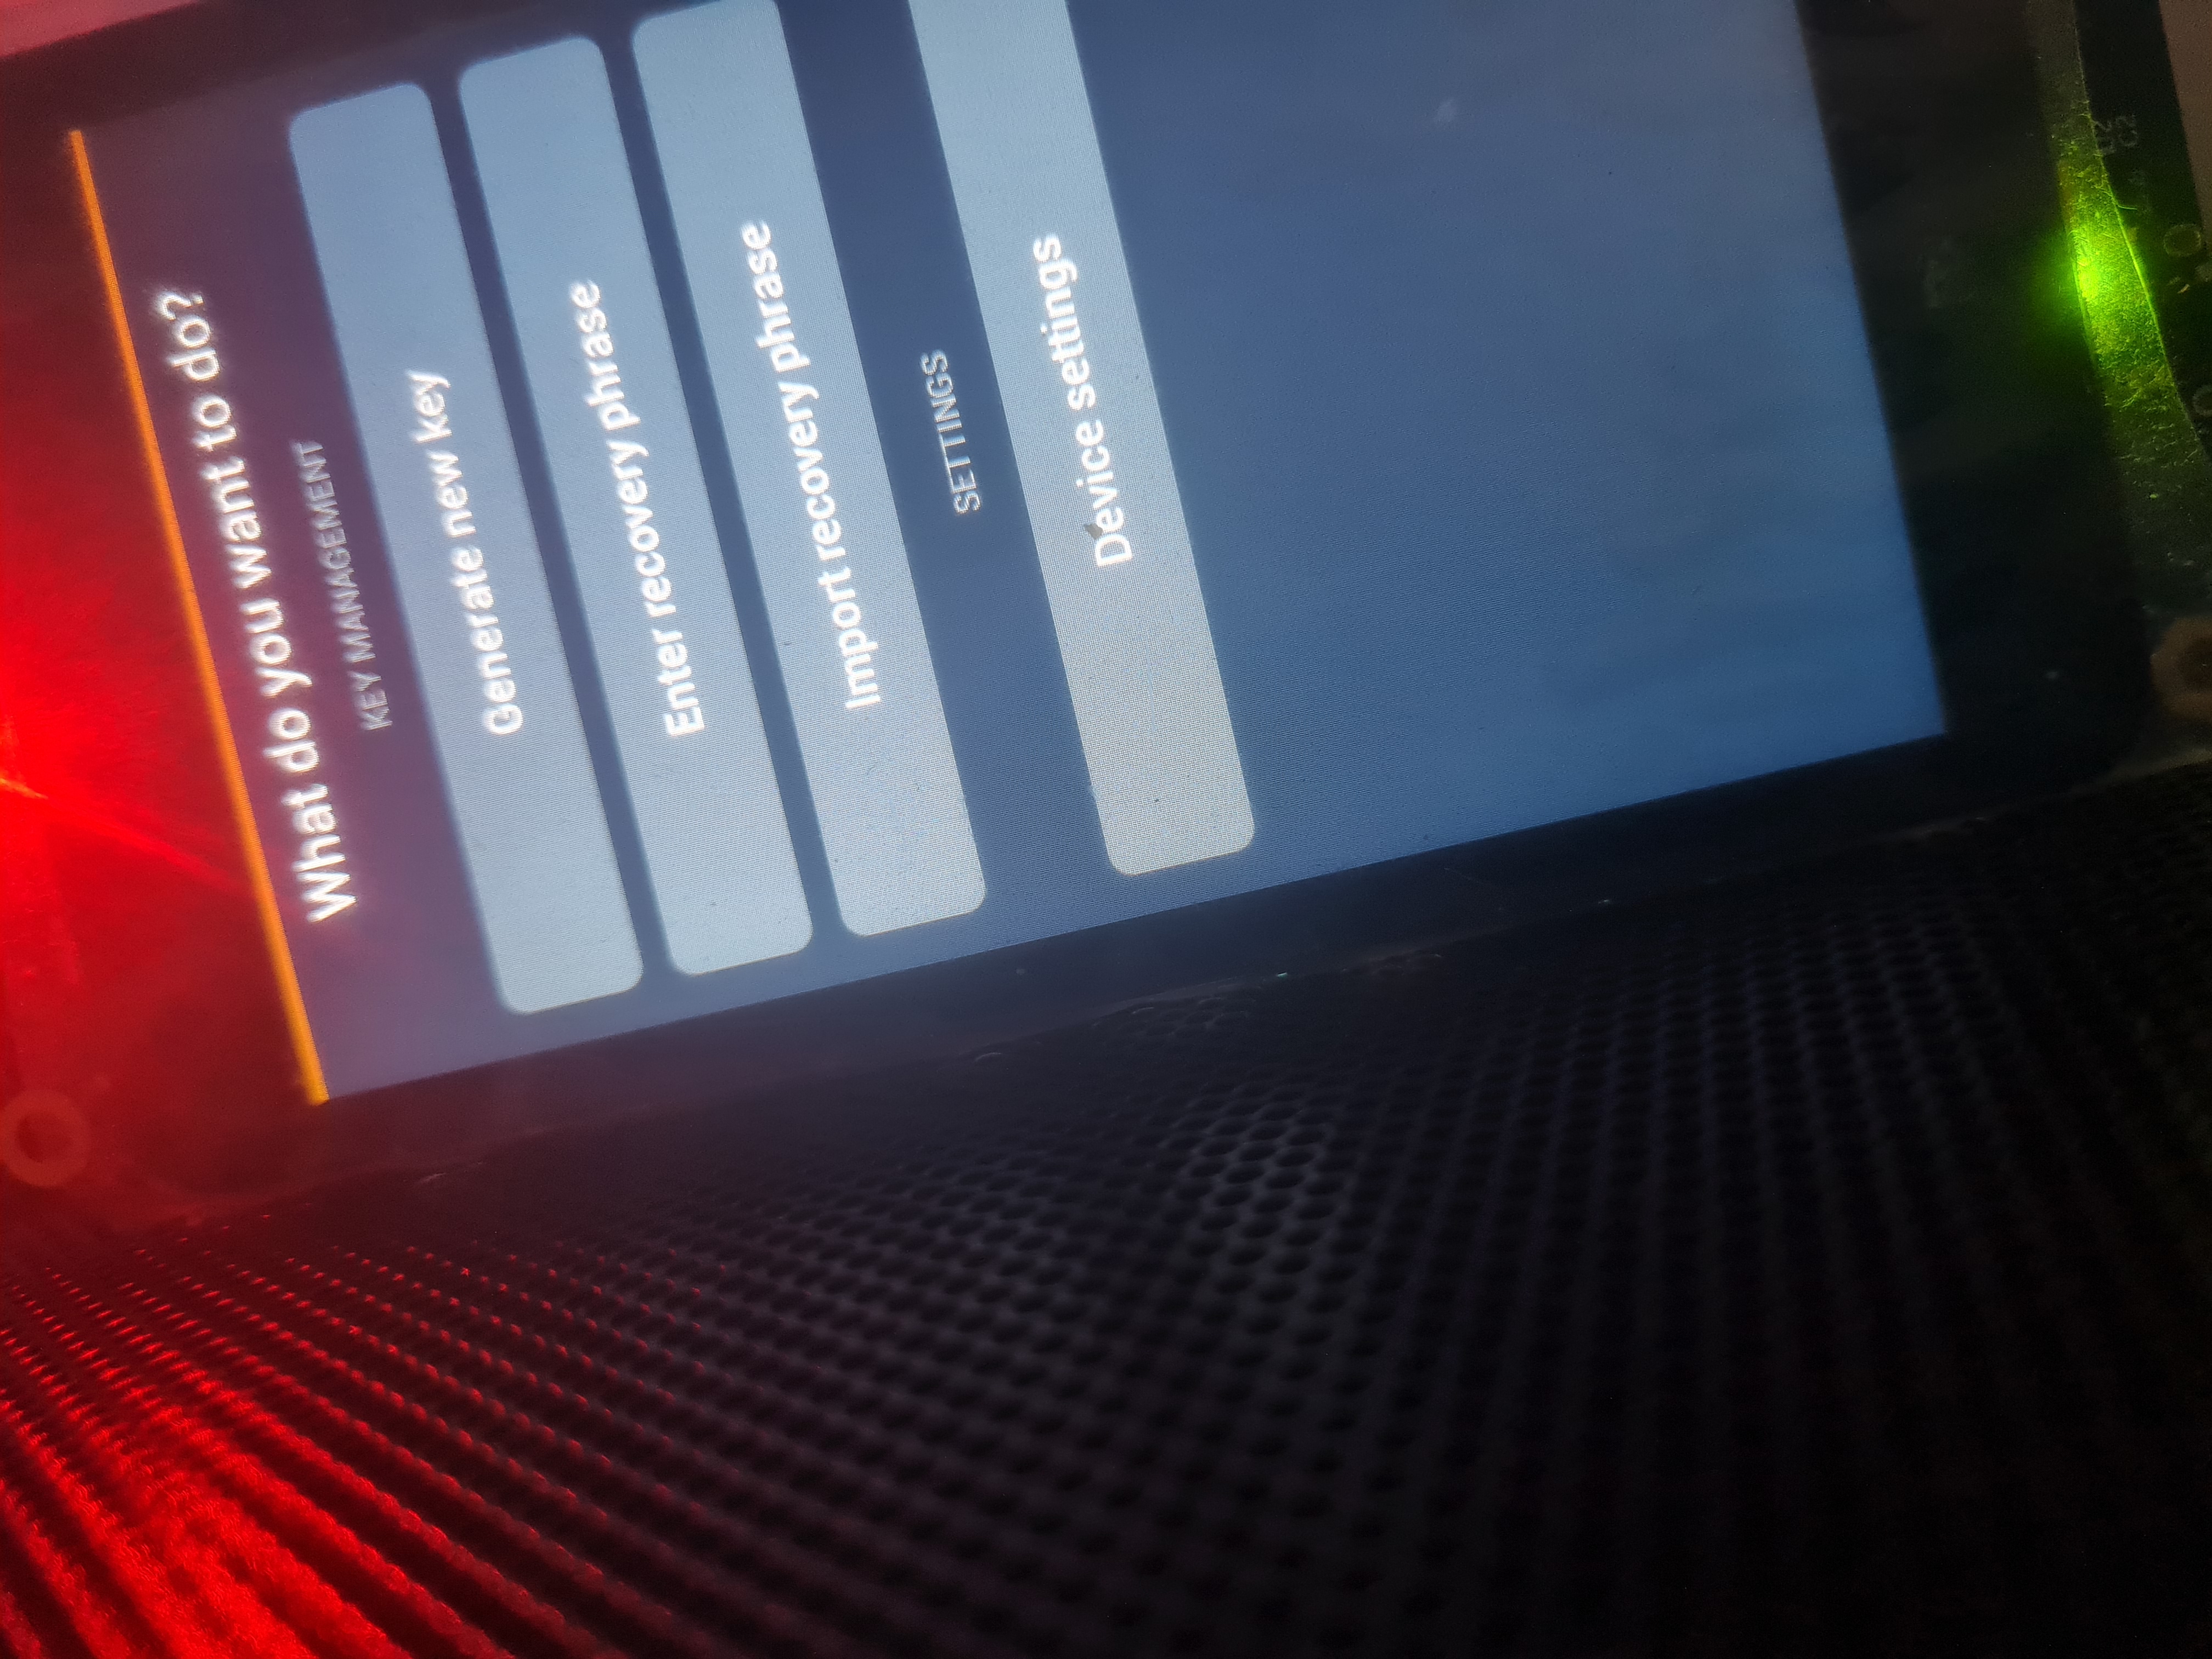 What do you want to do?
KEY MANAGEMENT
Generate new key
Enter recovery phrase
Import recovery phrase
SETTINGS
Device settings